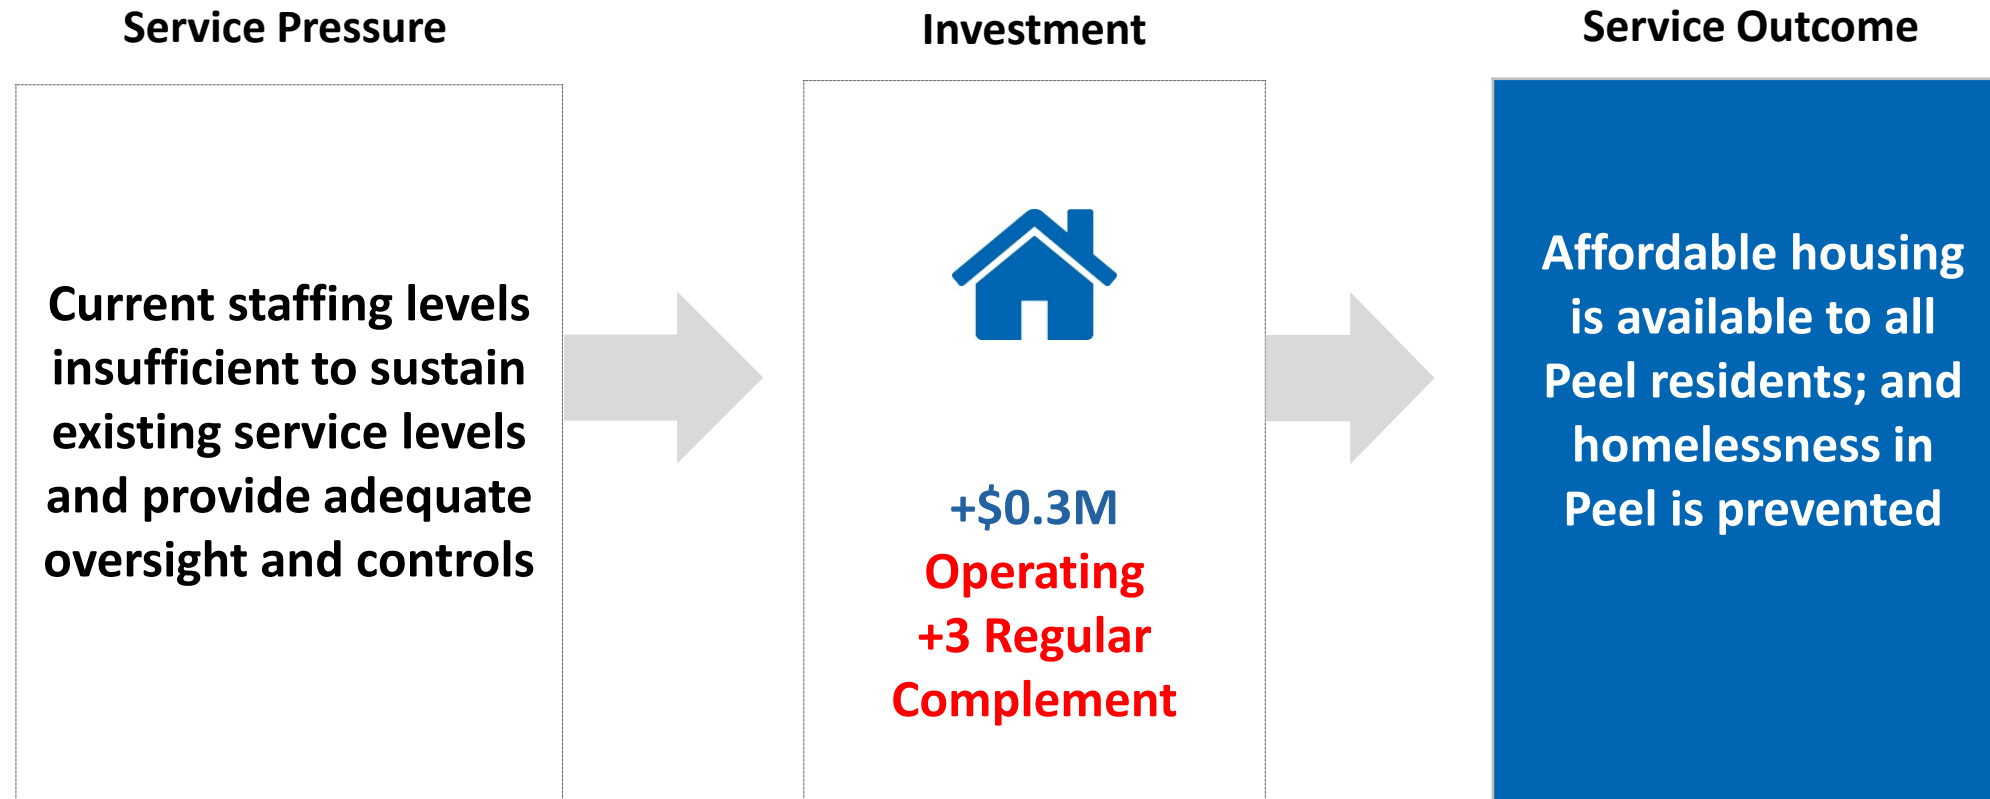 Service Pressure
Current staffing levels
insufficient to sustain
existing service levels
and provide adequate
oversight and controls
Investment
+$0.3M
Operating
+3 Regular
Complement
Service Outcome
Affordable housing
is available to all
Peel residents; and
homelessness in
Peel is prevented